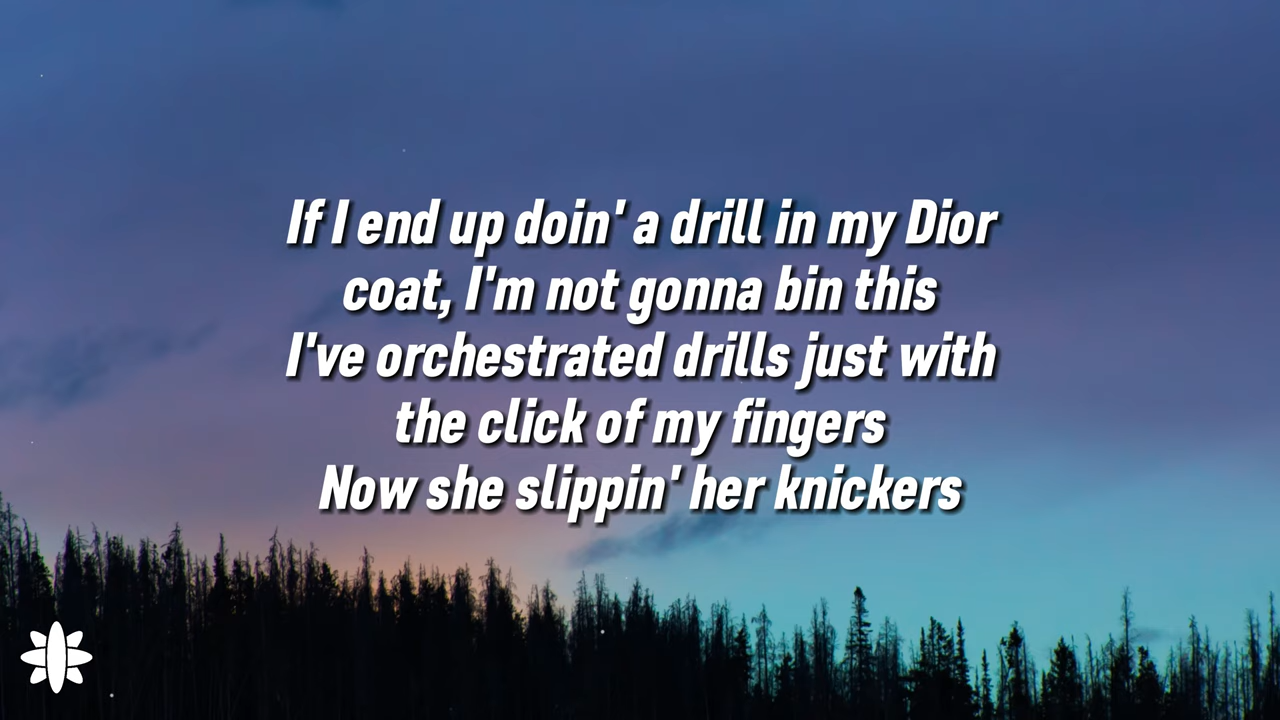 If I end up doin' a drill in my Dior
coat, I'm not gonna bin this
I've orchestrated drills just with
the click of my fingers
Now she slippin' her knickers